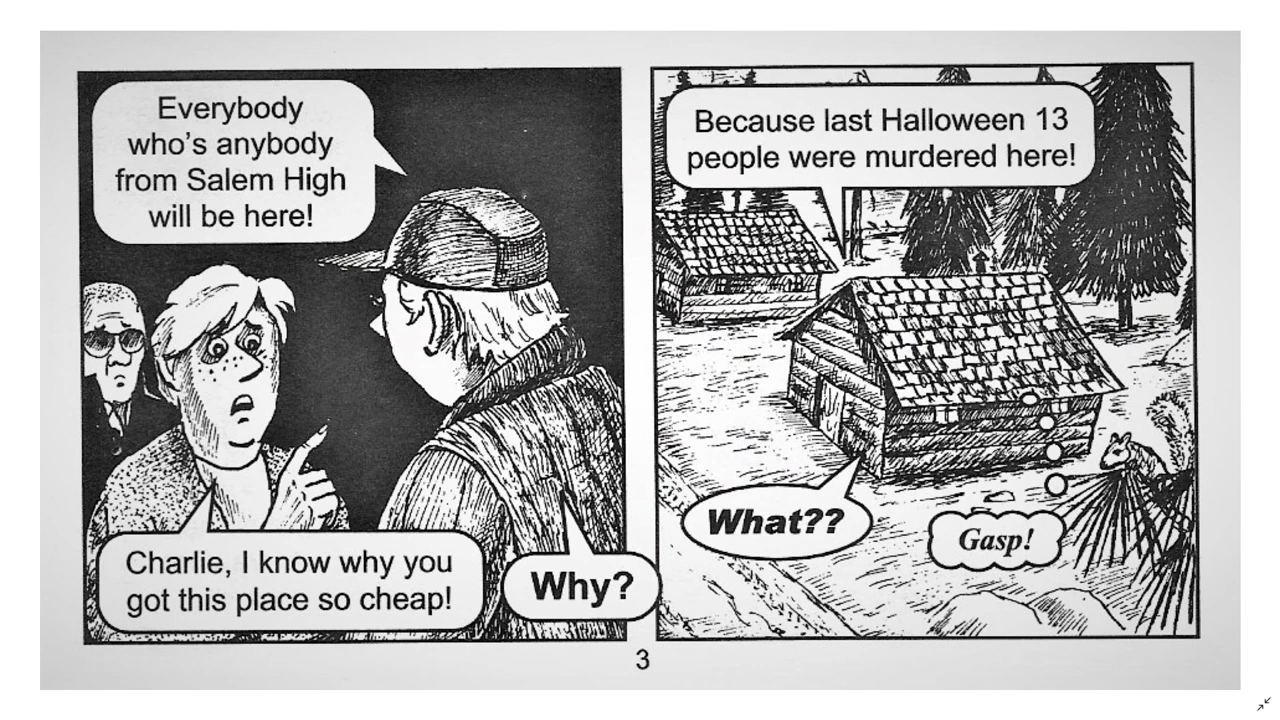 Everybody
who's anybody
from Salem High
will be here!
Charlie, I know why you
got this place so cheap!
Why?
Because last Halloween 13
people were murdered here!
What??
Gasp!
3